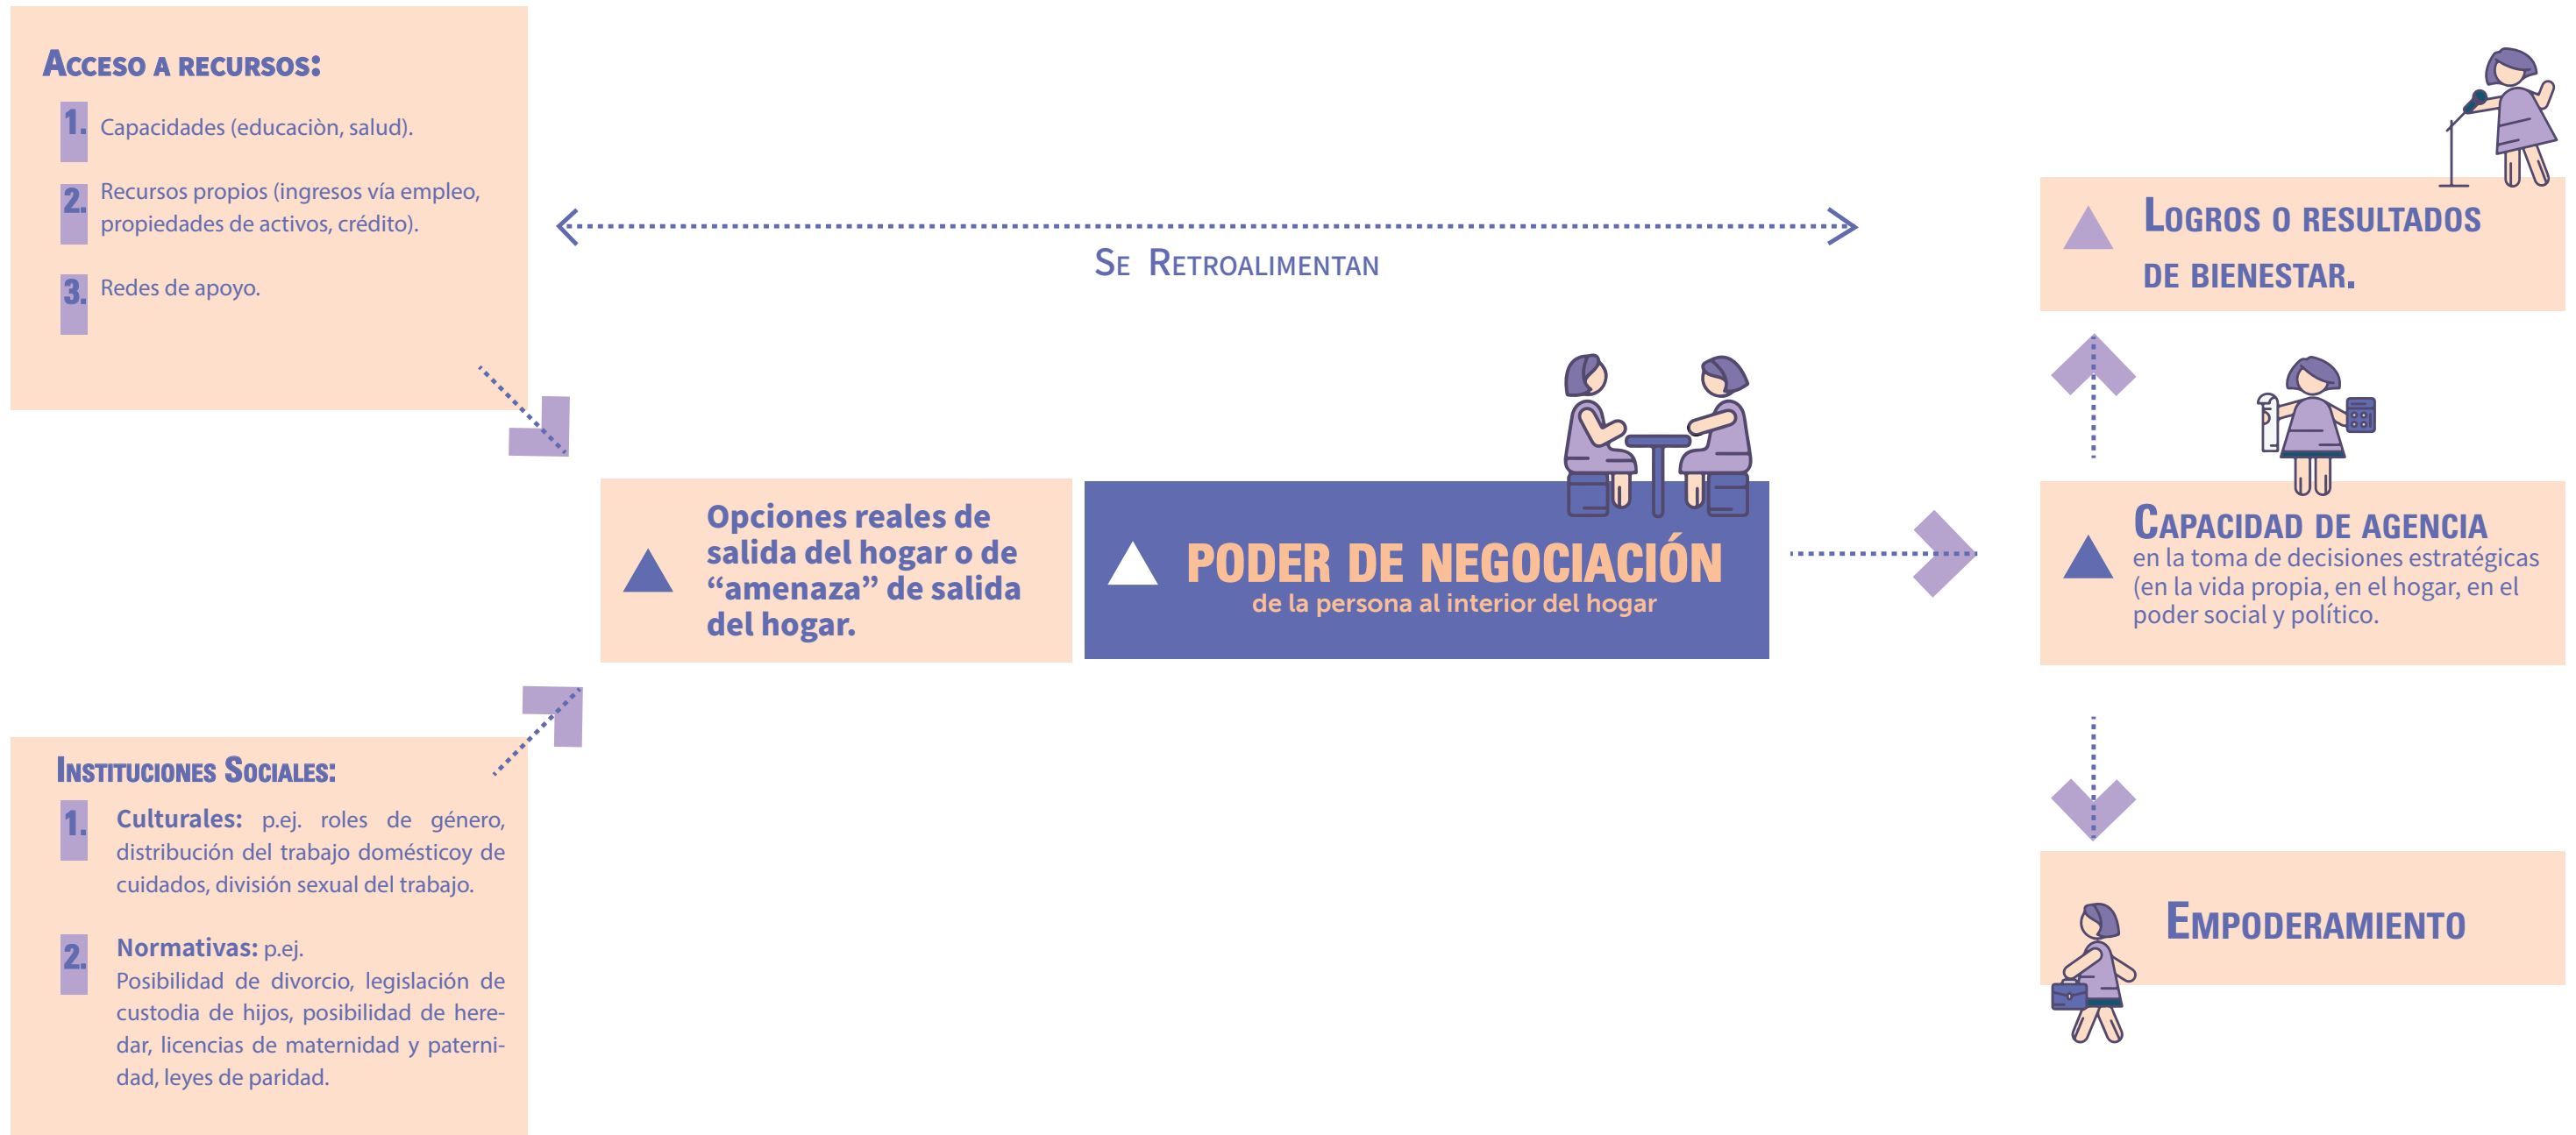 ACCESO A RECURSOS:
1. Capacidades (educaciòn, salud).
2. Recursos propios (ingresos vía empleo,
propiedades de activos, crédito).
3. Redes de apoyo.
SE RETROALIMENTAN
LOGROS O RESULTADOS
DE BIENESTAR.
Opciones reales de
salida del hogar o de
“amenaza” de salida
del hogar.
PODER DE NEGOCIACIÓN
de la persona al interior del hogar
CAPACIDAD DE AGENCIA
en la toma de decisiones estratégicas
(en la vida propia, en el hogar, en el
poder social y político.
INSTITUCIONES SOCIALES:
1. Culturales: p.ej. roles de género,
distribución del trabajo domésticoy de
cuidados, división sexual del trabajo.
2. Normativas: p.ej.
Posibilidad de divorcio, legislación de
custodia de hijos, posibilidad de here-
dar, licencias de maternidad y paterni-
dad, leyes de paridad.
EMPODERAMIENTO